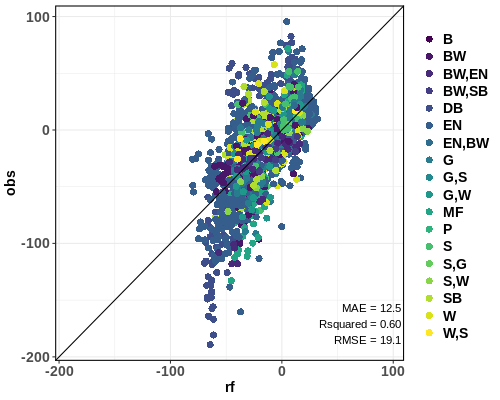 100
0
-100
-200
obs
-200
-100
0
100
rf
MAE = 12.5
Rsquared = 0.60
RMSE = 19.1
B
BW
BW,EN
BW,SB
DB
EN
EN,BW
G
G,S
G,W
MF
P
S
S,G
S,W
SB
W
W,S